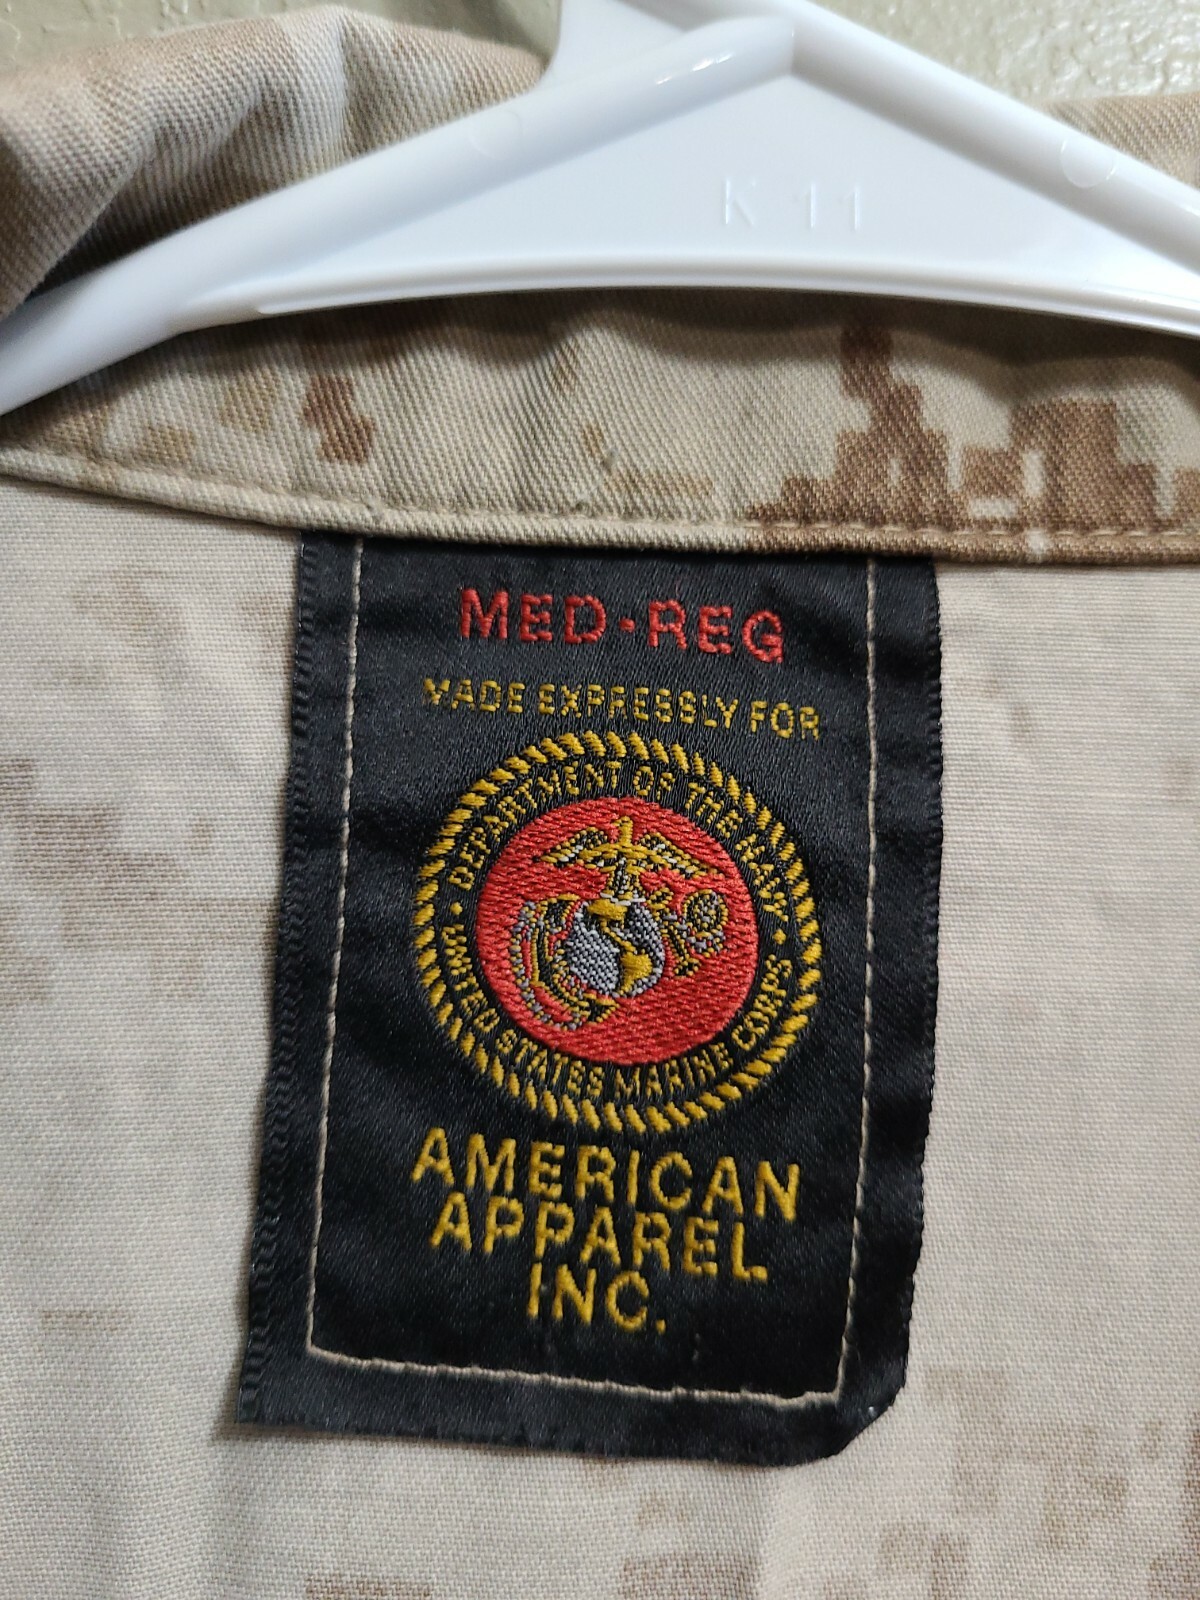 K 11
MED-REG
MADE EXPRESSLY FOR
DEPARTMENT OF THE NAVY
UNITED STATES MARINE CORPS
AMERICAN
APPAREL
INC.